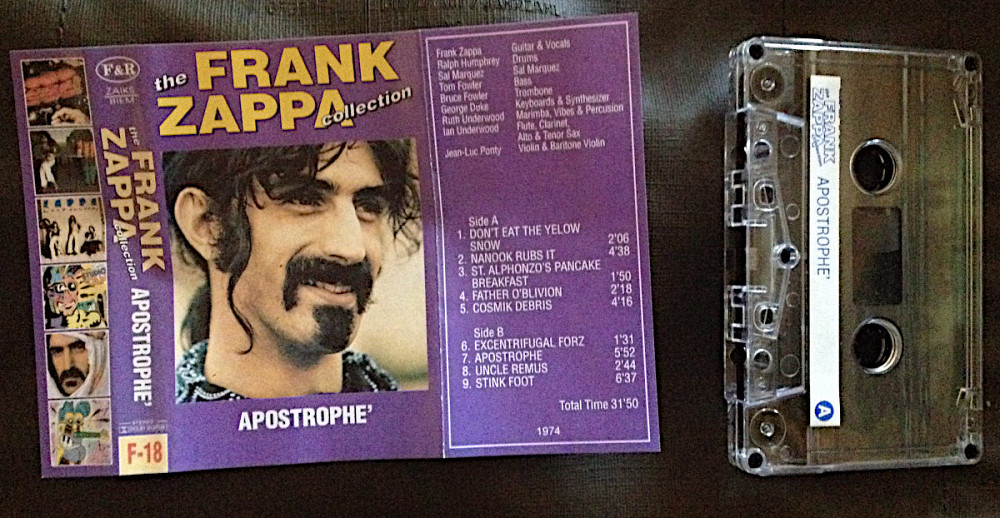 F&R
ZAIKS
BIEM
the FRANK
ZAPPA
collection
APOSTROPHE'
F-18
the FRANK
ZAPPA
collection
APOSTROPHE'
Frank Zappa Guitar & Vocals
Ralph Humphrey Drums
Sal Marquez Sal Marquez
Tom Fowler Bass
Bruce Fowler Trombone
George Duke Keyboards & Synthesizer
Ruth Underwood Marimba, Vibes & Percusion
Ian Underwood Flute, Clarinet,
Alto & Tenor Sax
Jean-Luc Ponty Violin & Baritone Violin
Side A
1. DON'T EAT THE YELOW
SNOW 2'06
2. NANOOK RUBS IT 4'38
3. ST. ALPHONZO'S PANCAKE
BREAKFAST 1'50
4. FATHER O'BLIVION 2'18
5. COSMIK DEBRIS 4'16
Side B
6. EXCENTRIFUGAL FORZ 1'31
7. APOSTROPHE 5'52
8. UNCLE REMUS 2'44
9. STINK FOOT 6'37
Total Time 31'50
1974
the FRANK
ZAPPA
APOSTROPHE'
A